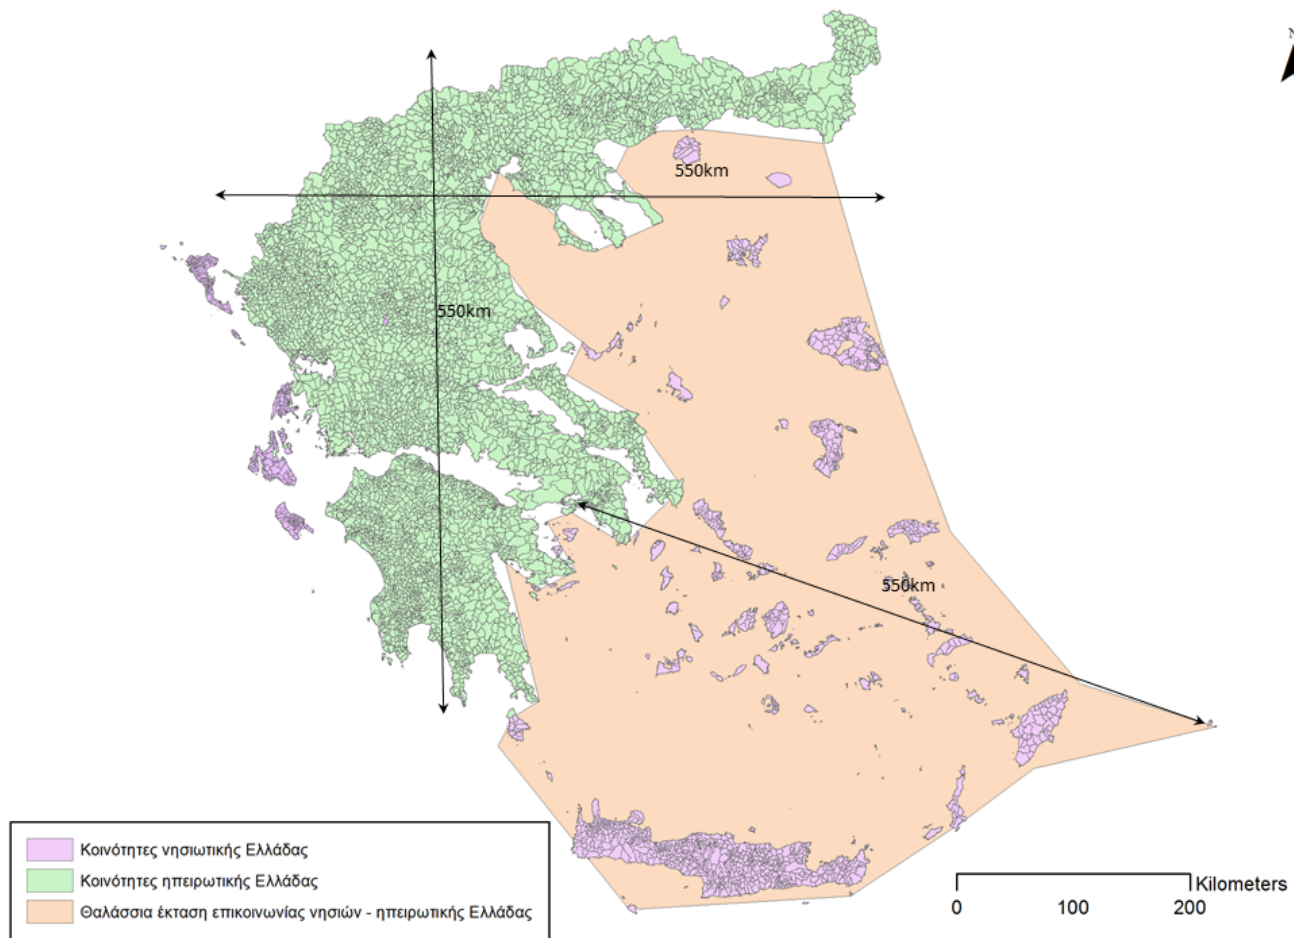 N
550km
550km
550km
Κοινότητες νησιωτικής Ελλάδας
Κοινότητες ηπειρωτικής Ελλάδας
Θαλάσσια έκταση επικοινωνίας νησιών - ηπειρωτικής Ελλάδας
Kilometers
0 100 200